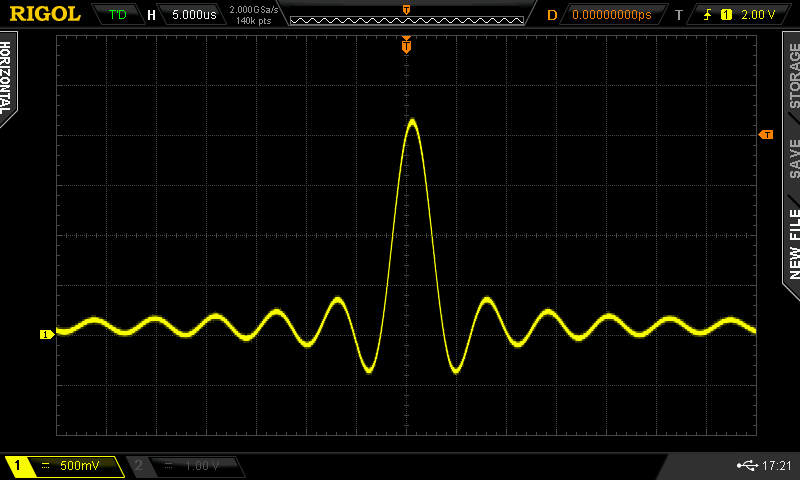 RIGOL T'D H 5.000us 2.000GSa/s D 0.00000000ps T 1 2.00 V
140k pts
T
T
HORIZONTAL
STORAGE
T
SAVE
NEW FILE
1
1 500mV 2 1.00 V 17:21